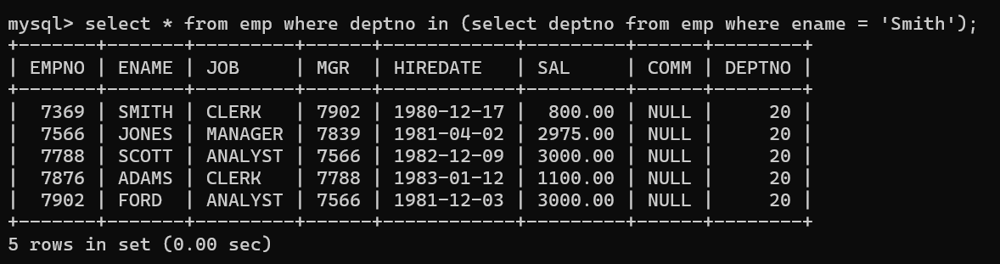 mysql> select * from emp where deptno in (select deptno from emp where ename = 'Smith');
+-------+-------+---------+------+------------+---------+------+--------+
| EMPNO | ENAME | JOB     | MGR  | HIREDATE   | SAL     | COMM | DEPTNO |
+-------+-------+---------+------+------------+---------+------+--------+
|  7369 | SMITH | CLERK   | 7902 | 1980-12-17 |  800.00 | NULL |     20 |
|  7566 | JONES | MANAGER | 7839 | 1981-04-02 | 2975.00 | NULL |     20 |
|  7788 | SCOTT | ANALYST | 7566 | 1982-12-09 | 3000.00 | NULL |     20 |
|  7876 | ADAMS | CLERK   | 7788 | 1983-01-12 | 1100.00 | NULL |     20 |
|  7902 | FORD  | ANALYST | 7566 | 1981-12-03 | 3000.00 | NULL |     20 |
+-------+-------+---------+------+------------+---------+------+--------+
5 rows in set (0.00 sec)